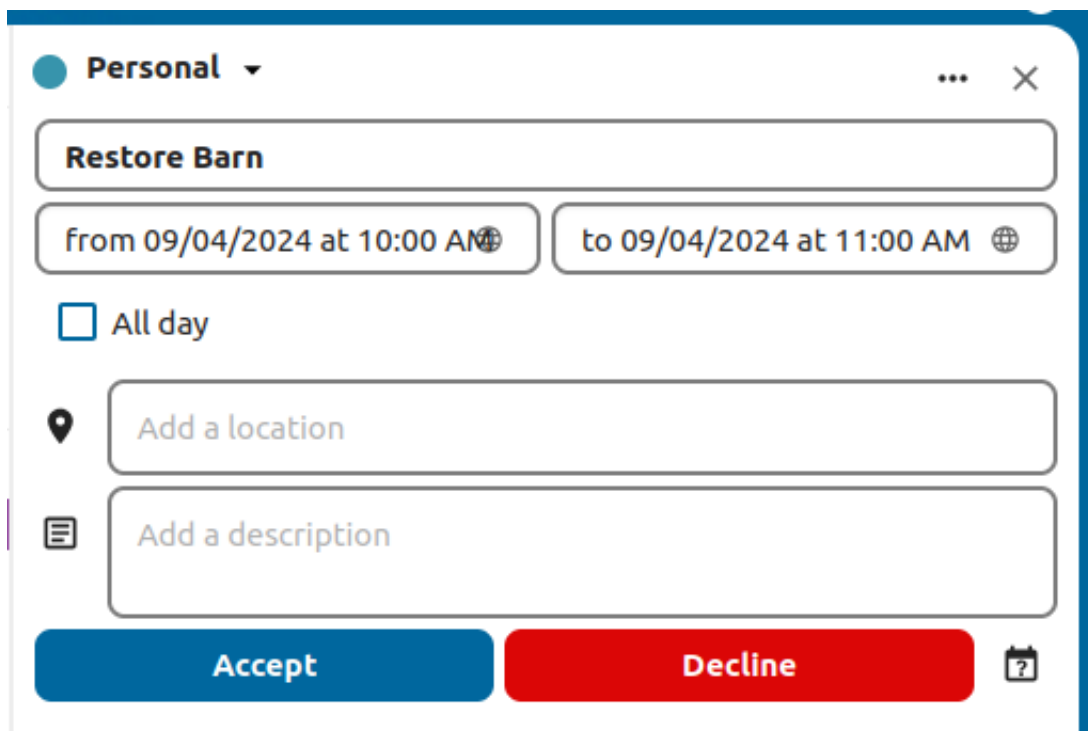 Personal
Restore Barn
from 09/04/2024 at 10:00 AM
to 09/04/2024 at 11:00 AM
All day
Add a location
Add a description
Accept
Decline
?